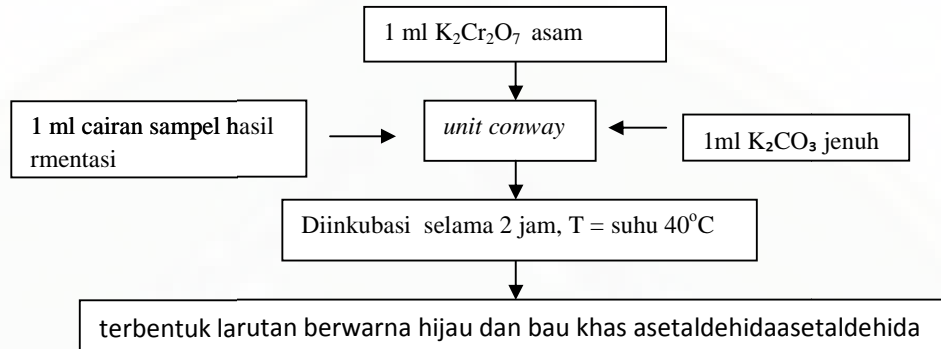 1 ml K₂Cr₂O₇ asam
1 ml cairan sampel hasil
rmentasi
unit conway
1ml K₂CO₃ jenuh
Diinkubasi selama 2 jam, T = suhu 40°C
terbentuk larutan berwarna hijau dan bau khas asetaldehidaasetaldehida